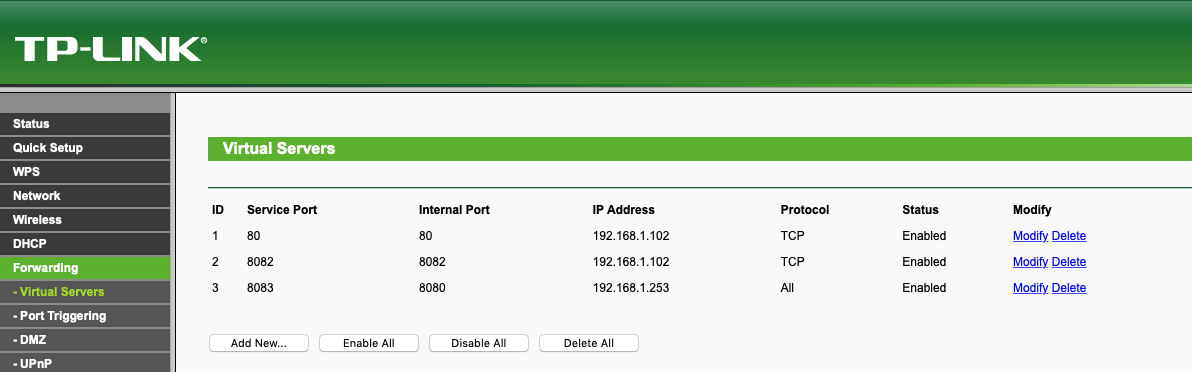 TP-LINK®
Status
Quick Setup
WPS
Network
Wireless
DHCP
Forwarding
- Virtual Servers
- Port Triggering
- DMZ
- UPnP
Virtual Servers
ID Service Port Internal Port IP Address Protocol Status Modify
1 80 80 192.168.1.102 TCP Enabled Modify Delete
2 8082 8082 192.168.1.102 TCP Enabled Modify Delete
3 8083 8080 192.168.1.253 All Enabled Modify Delete
Add New... Enable All Disable All Delete All